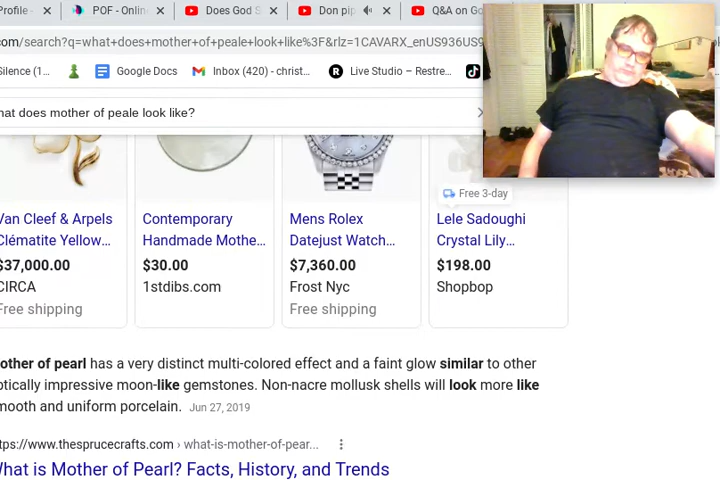 Profile -
POF - Onlin
Does God S
Don pip
Q&A on Go
com/search?q=what+does+mother+of+peale+look+like%3F&rlz=1CAVARX_enUS936US9
Silence (1...
Google Docs
Inbox (420) - christ...
Live Studio – Restre...
hat does mother of peale look like?
Free 3-day
Van Cleef & Arpels Contemporary Mens Rolex Lele Sadoughi
Clématite Yellow... Handmade Mothe... Datejust Watch... Crystal Lily...
$37,000.00 $30.00 $7,360.00 $198.00
CIRCA 1stdibs.com Frost Nyc Shopbop
Free shipping Free shipping
other of pearl has a very distinct multi-colored effect and a faint glow similar to other
ptically impressive moon-like gemstones. Non-nacre mollusk shells will look more like
mooth and uniform porcelain. Jun 27, 2019
tps://www.thesprucecrafts.com › what-is-mother-of-pear...
What is Mother of Pearl? Facts, History, and Trends